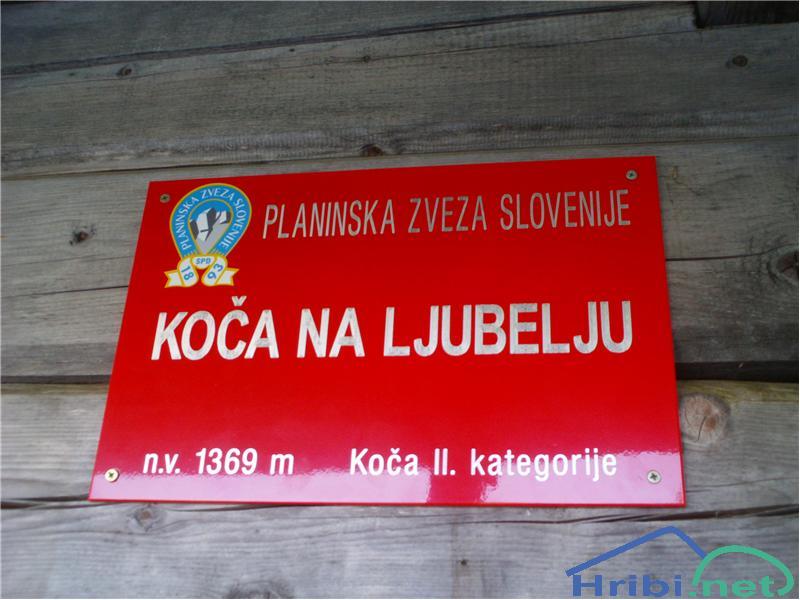 PLANINSKA ZVEZA SLOVENIJE
SPD
18 93
PLANINSKA ZVEZA SLOVENIJE
KOČA NA LJUBELJU
n.v. 1369 m Koča II. kategorije
Hribi.net